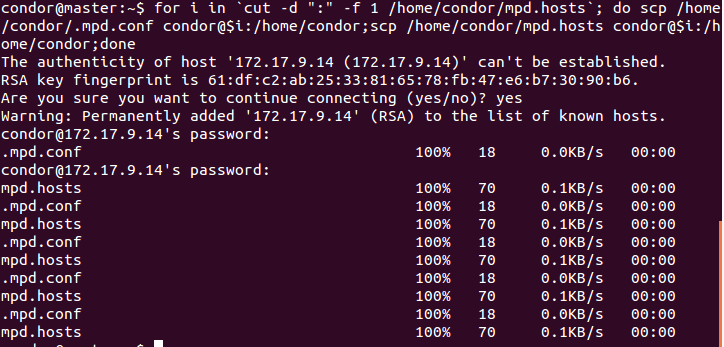 condor@master:~$ for i in `cut -d ":" -f 1 /home/condor/mpd.hosts`; do scp /home
/condor/.mpd.conf condor@$i:/home/condor;scp /home/condor/mpd.hosts condor@$i:/h
ome/condor;done
The authenticity of host '172.17.9.14 (172.17.9.14)' can't be established.
RSA key fingerprint is 61:df:c2:ab:25:33:81:65:78:fb:47:e6:b7:30:90:b6.
Are you sure you want to continue connecting (yes/no)? yes
Warning: Permanently added '172.17.9.14' (RSA) to the list of known hosts.
condor@172.17.9.14's password:
.mpd.conf 100% 18 0.0KB/s 00:00
condor@172.17.9.14's password:
mpd.hosts 100% 70 0.1KB/s 00:00
.mpd.conf 100% 18 0.0KB/s 00:00
mpd.hosts 100% 70 0.1KB/s 00:00
.mpd.conf 100% 18 0.0KB/s 00:00
mpd.hosts 100% 70 0.1KB/s 00:00
.mpd.conf 100% 18 0.0KB/s 00:00
mpd.hosts 100% 70 0.1KB/s 00:00
.mpd.conf 100% 18 0.0KB/s 00:00
mpd.hosts 100% 70 0.1KB/s 00:00